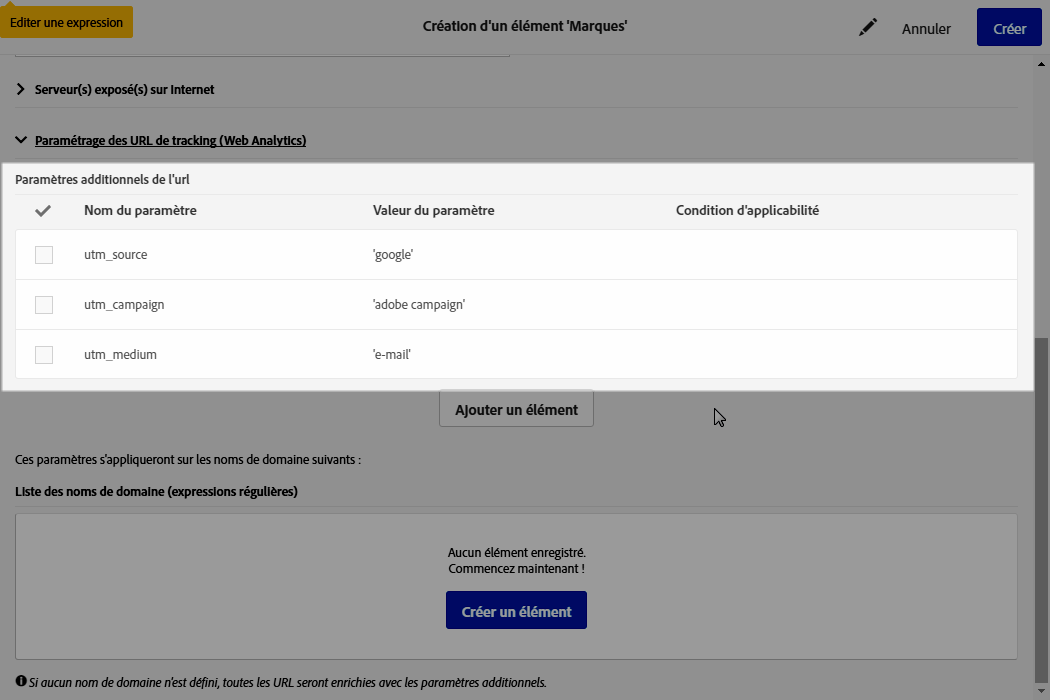 Editer une expression
Création d'un élément 'Marques'
Annuler
Créer
Serveur(s) exposé(s) sur Internet
Paramétrage des URL de tracking (Web Analytics)
Paramètres additionnels de l'url
Nom du paramètre Valeur du paramètre Condition d'applicabilité
utm_source 'google'
utm_campaign 'adobe campaign'
utm_medium 'e-mail'
Ajouter un élément
Ces paramètres s'appliqueront sur les noms de domaine suivants :
Liste des noms de domaine (expressions régulières)
Aucun élément enregistré.
Commencez maintenant !
Créer un élément
Si aucun nom de domaine n'est défini, toutes les URL seront enrichies avec les paramètres additionnels.